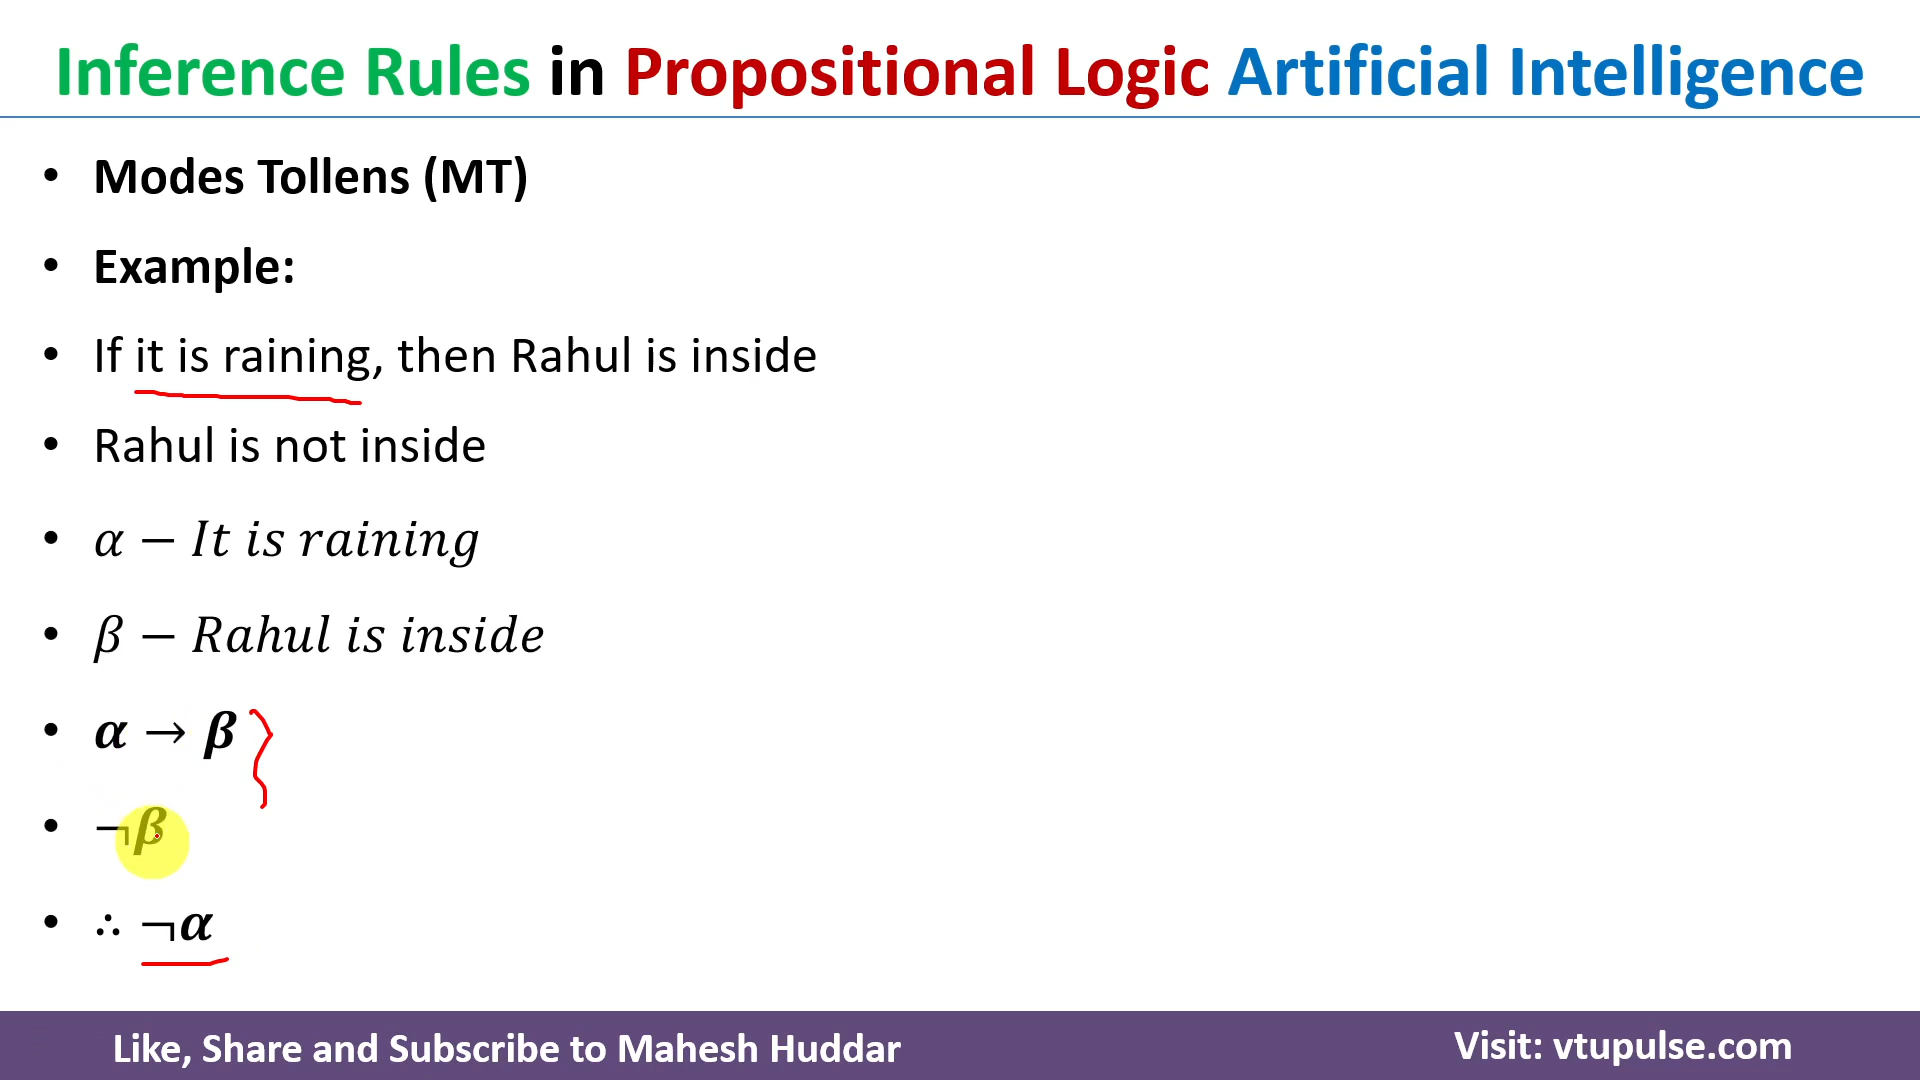 Inference Rules in Propositional Logic Artificial Intelligence
• Modes Tollens (MT)
• Example:
• If it is raining, then Rahul is inside
• Rahul is not inside
• α − It is raining
• β − Rahul is inside
• α → β
• ¬β
• ∴ ¬α
Like, Share and Subscribe to Mahesh Huddar
Visit: vtupulse.com